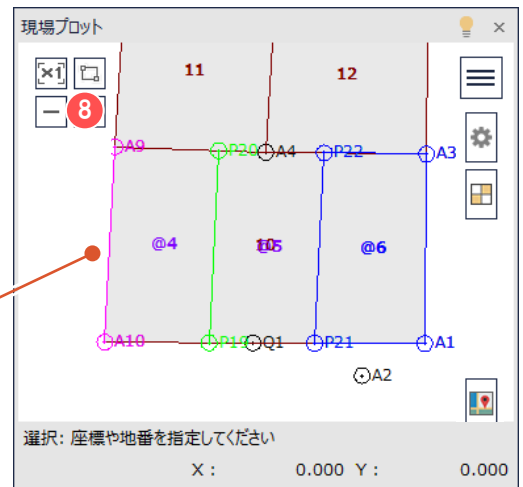 現場プロット
×1
11
12
8
A9
P20
A4
P22
A3
@4
10
@5
@6
A10
P19
Q1
P21
A1
A2
選択: 座標や地番を指定してください
X : 0.000 Y : 0.000